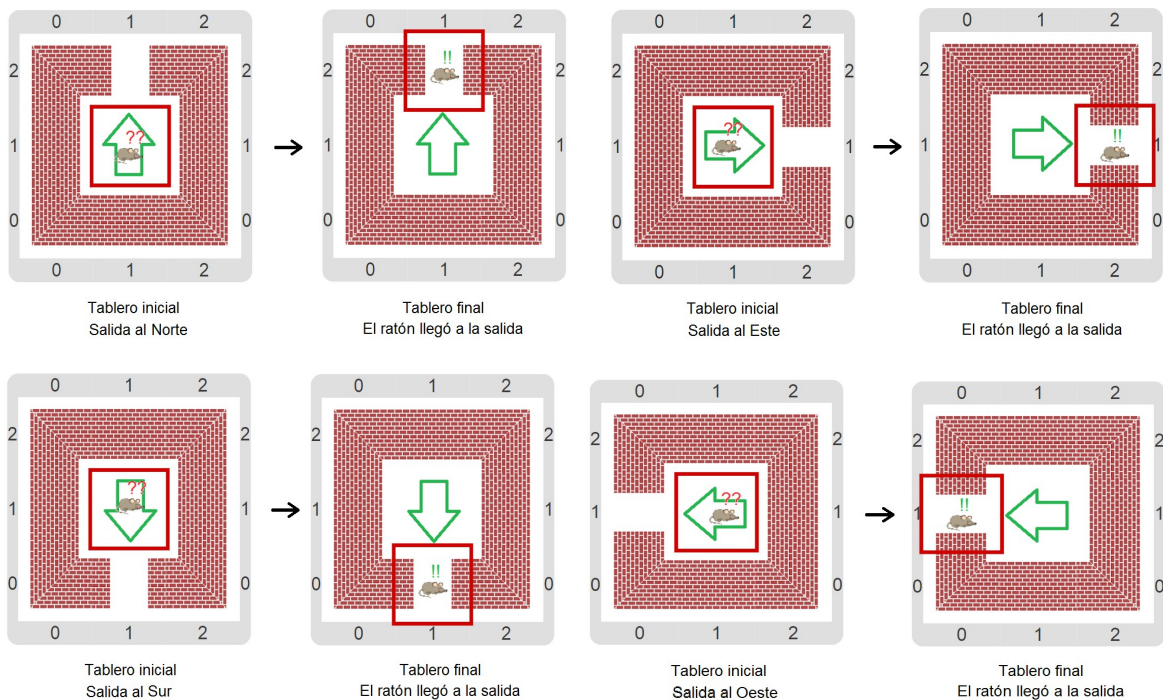 0 1 2
0 1 2
0 1 2
0 1 2
2 2
2 2
2 2
2 2
!!
??
??
1 1
1 1
1 1
1 1
!!
0 0
0 0
0 0
0 0
0 1 2
0 1 2
0 1 2
0 1 2
Tablero inicial
Salida al Norte
Tablero final
El ratón llegó a la salida
Tablero inicial
Salida al Este
Tablero final
El ratón llegó a la salida
0 1 2
0 1 2
0 1 2
0 1 2
2 2
2 2
2 2
2 2
??
??
!!
1 1
1 1
1 1
1 1
!!
0 0
0 0
0 0
0 0
0 1 2
0 1 2
0 1 2
0 1 2
Tablero inicial
Salida al Sur
Tablero final
El ratón llegó a la salida
Tablero inicial
Salida al Oeste
Tablero final
El ratón llegó a la salida